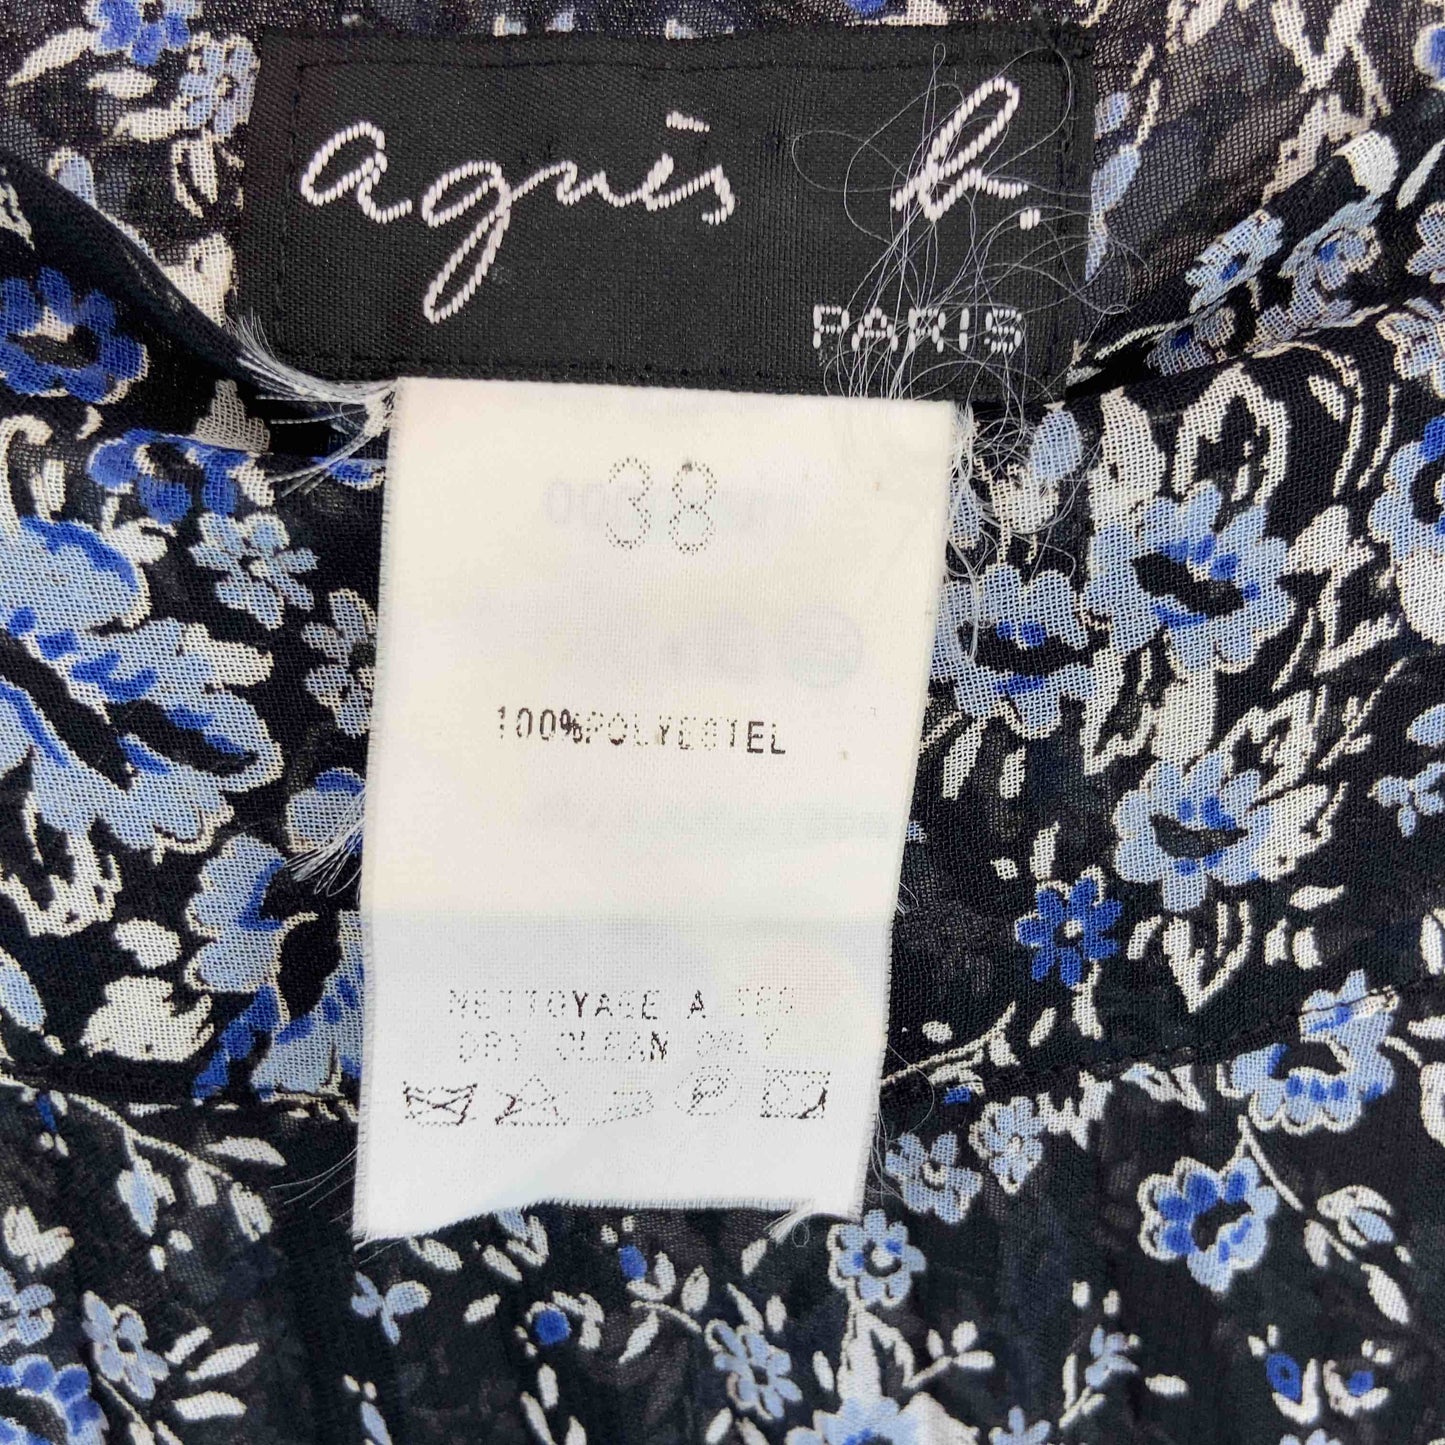 agnès b.
PARIS
38
100%POLYESTEL
NETTOYAGE A SEC
DRY CLEAN ONLY